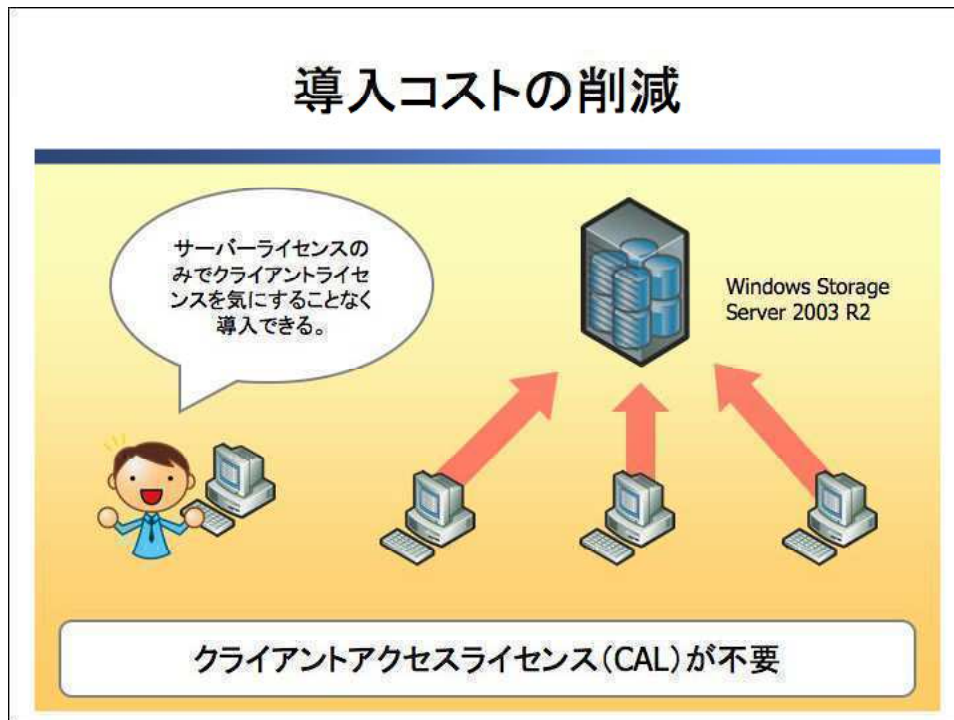 導入コストの削減
サーバーライセンスの
みでクライアントライセ
ンスを気にすることなく
導入できる。
Windows Storage
Server 2003 R2
クライアントアクセスライセンス(CAL)が不要